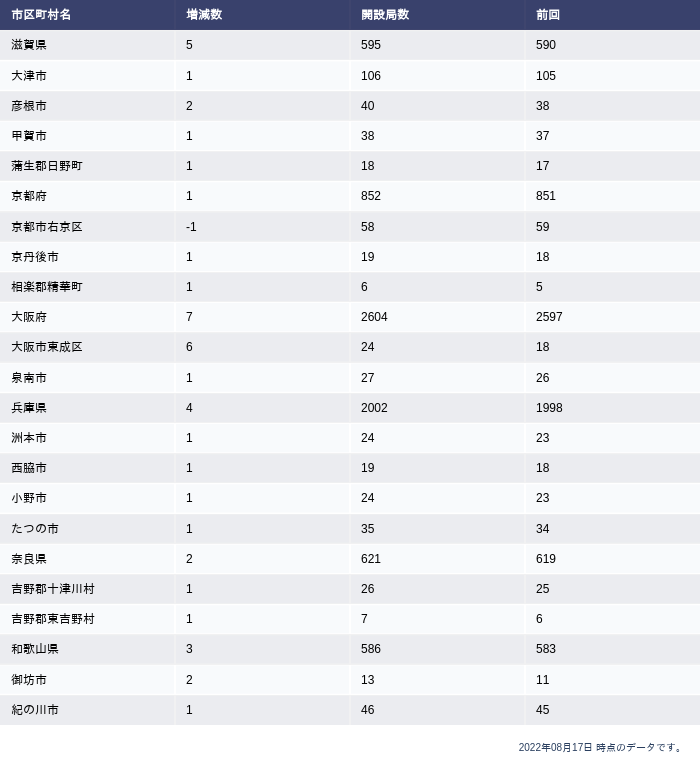 市区町村名 増減数 開設局数 前回
滋賀県 5 595 590
大津市 1 106 105
彦根市 2 40 38
甲賀市 1 38 37
蒲生郡日野町 1 18 17
京都府 1 852 851
京都市右京区 -1 58 59
京丹後市 1 19 18
相楽郡精華町 1 6 5
大阪府 7 2604 2597
大阪市東成区 6 24 18
泉南市 1 27 26
兵庫県 4 2002 1998
洲本市 1 24 23
西脇市 1 19 18
小野市 1 24 23
たつの市 1 35 34
奈良県 2 621 619
吉野郡十津川村 1 26 25
吉野郡東吉野村 1 7 6
和歌山県 3 586 583
御坊市 2 13 11
紀の川市 1 46 45
2022年08月17日 時点のデータです。